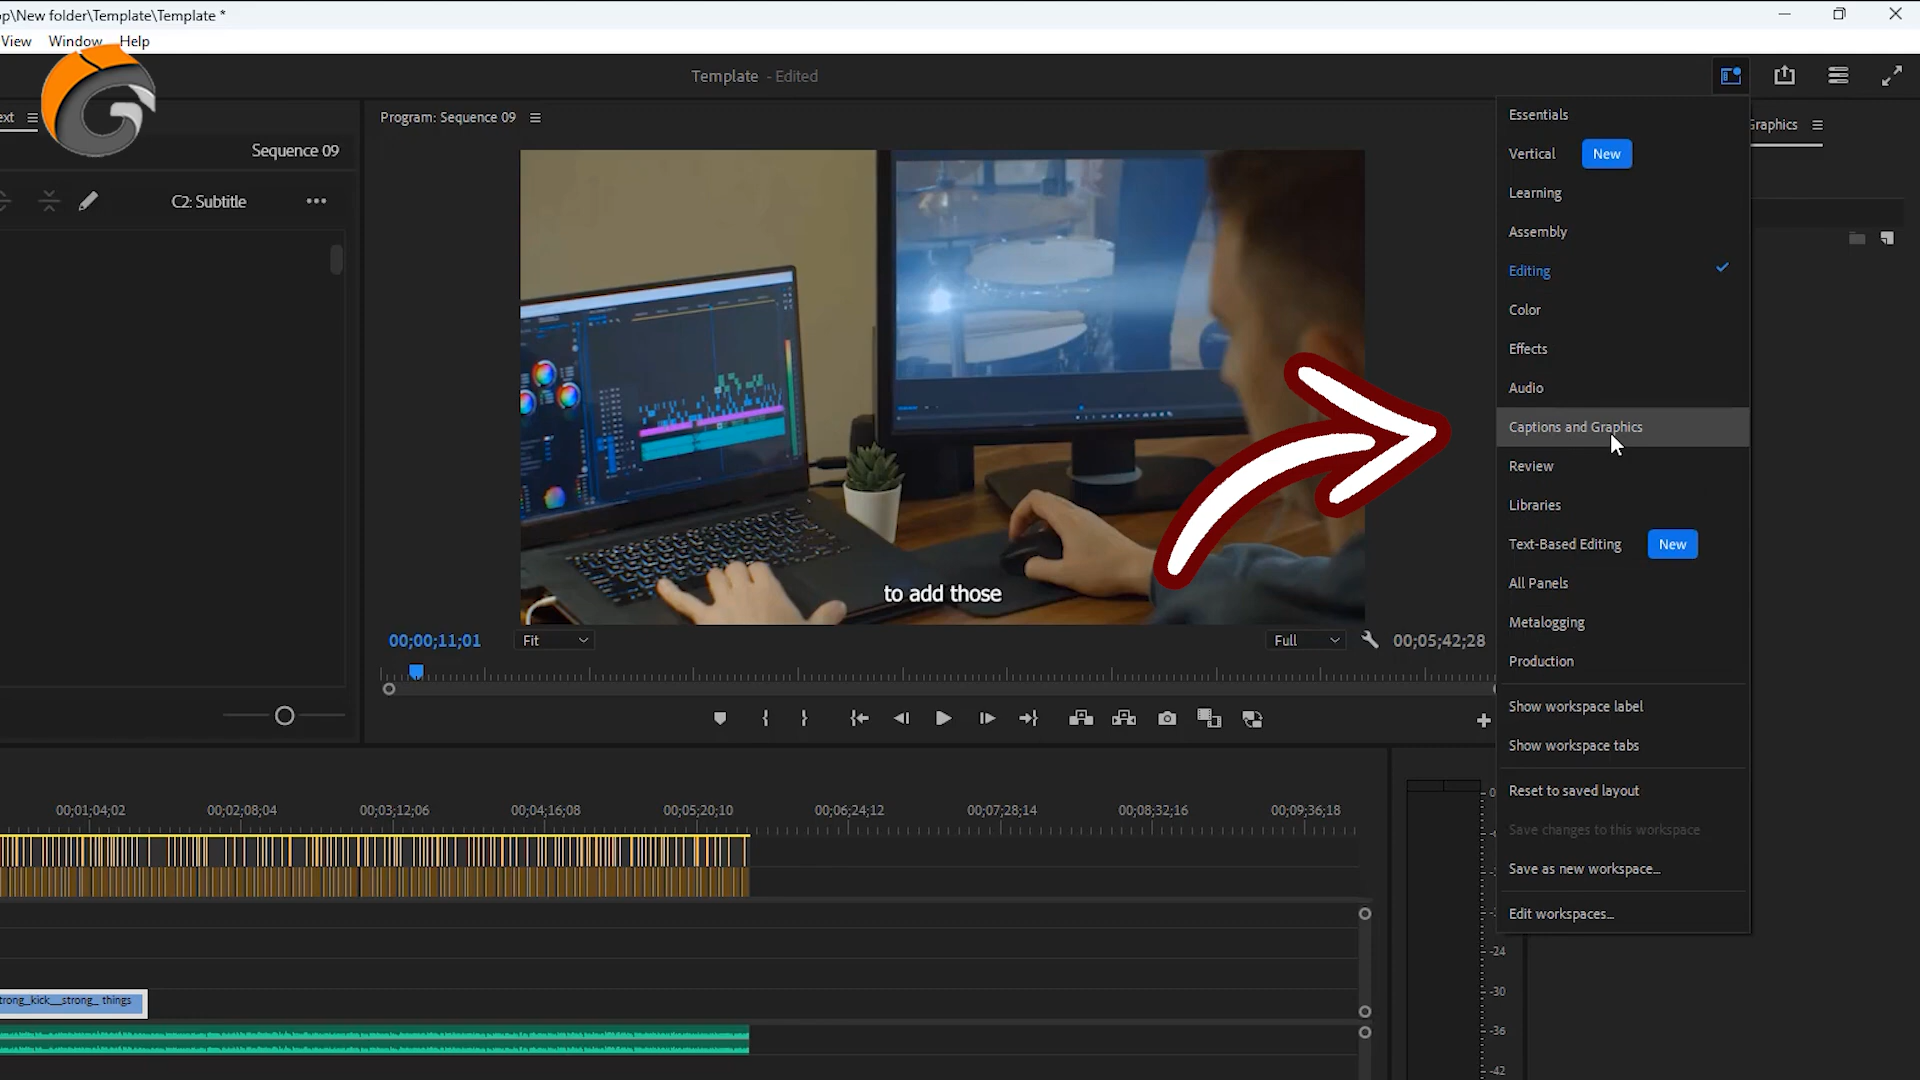 op\New folder\Template\Template *
View Window Help
Template - Edited
ext
Program: Sequence 09
Graphics
Sequence 09
C2: Subtitle
Essentials
Vertical New
Learning
Assembly
Editing
Color
Effects
Audio
Captions and Graphics
Review
Libraries
Text-Based Editing New
All Panels
Metalogging
Production
Show workspace label
Show workspace tabs
Reset to saved layout
Save changes to this workspace
Save as new workspace...
Edit workspaces...
to add those
00;00;11;01 Fit Full 00;05;42;28
00;01;04;02 00;02;08;04 00;03;12;06 00;04;16;08 00;05;20;10 00;06;24;12 00;07;28;14 00;08;32;16 00;09;36;18
trong_kick__strong_ things
-24
-30
-36
-42